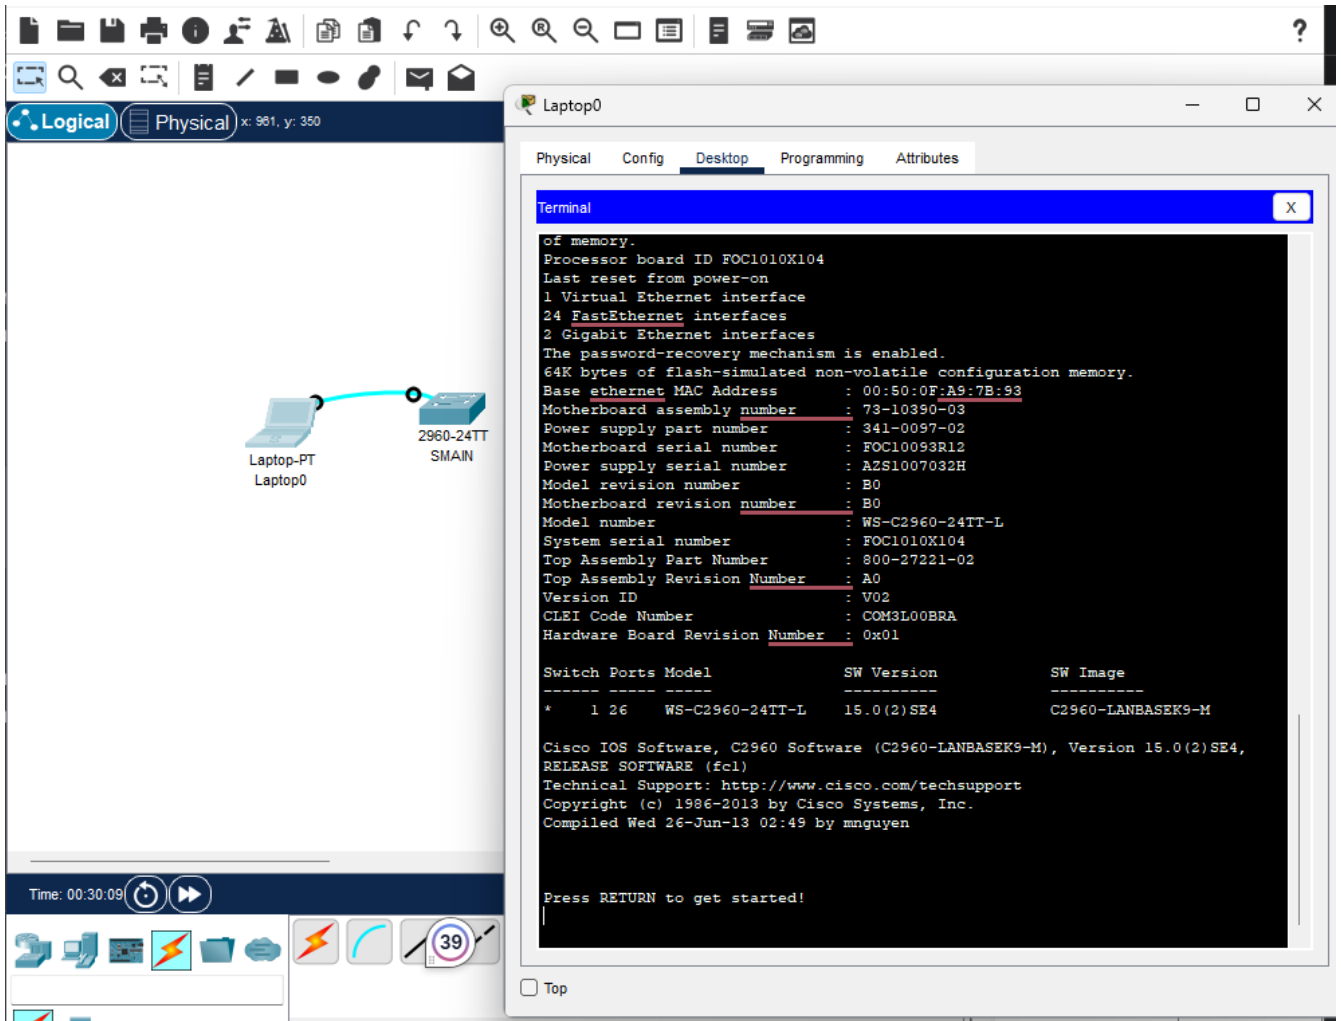 ?
Logical
Physical
x: 961, y: 350
Laptop0
Physical Config Desktop Programming Attributes
Terminal
X
of memory.
Processor board ID FOC1010X104
Last reset from power-on
1 Virtual Ethernet interface
24 FastEthernet interfaces
2 Gigabit Ethernet interfaces
The password-recovery mechanism is enabled.
64K bytes of flash-simulated non-volatile configuration memory.
Base ethernet MAC Address : 00:50:0F:A9:7B:93
Motherboard assembly number : 73-10390-03
Power supply part number : 341-0097-02
Motherboard serial number : FOC10093R12
Power supply serial number : AZS1007032H
Model revision number : B0
Motherboard revision number : B0
Model number : WS-C2960-24TT-L
System serial number : FOC1010X104
Top Assembly Part Number : 800-27221-02
Top Assembly Revision Number : A0
Version ID : V02
CLEI Code Number : COM3L00BRA
Hardware Board Revision Number : 0x01
Switch Ports Model SW Version SW Image
------ ----- ----- ---------- ----------
* 1 26 WS-C2960-24TT-L 15.0(2)SE4 C2960-LANBASEK9-M
Cisco IOS Software, C2960 Software (C2960-LANBASEK9-M), Version 15.0(2)SE4,
RELEASE SOFTWARE (fc1)
Technical Support: http://www.cisco.com/techsupport
Copyright (c) 1986-2013 by Cisco Systems, Inc.
Compiled Wed 26-Jun-13 02:49 by mnguyen
Press RETURN to get started!
Top
2960-24TT
SMAIN
Laptop-PT
Laptop0
Time: 00:30:09
39